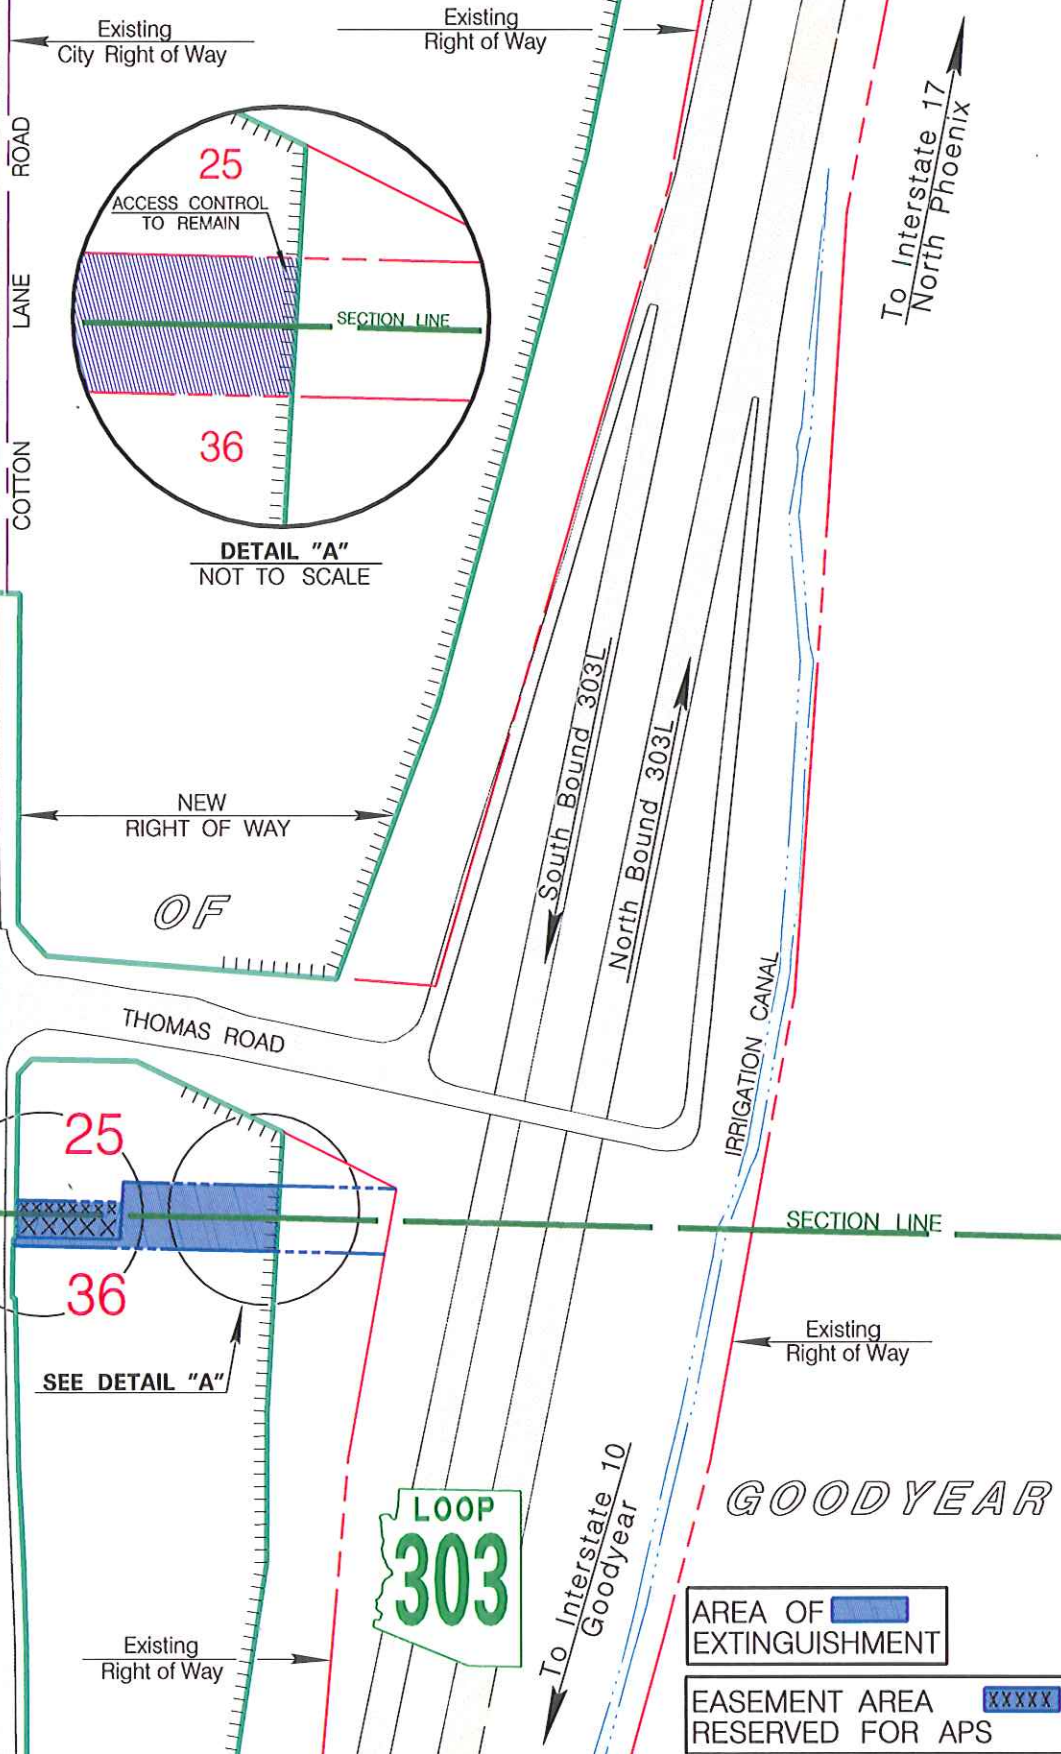 Existing
City Right of Way
Existing
Right of Way
To Interstate 17
North Phoenix
COTTON LANE ROAD
25
ACCESS CONTROL
TO REMAIN
SECTION LINE
36
DETAIL "A"
NOT TO SCALE
South Bound 303L
North Bound 303L
NEW
RIGHT OF WAY
OF
THOMAS ROAD
IRRIGATION CANAL
25
SECTION LINE
36
SEE DETAIL "A"
Existing
Right of Way
GOODYEAR
LOOP
303
To Interstate 10
Goodyear
Existing
Right of Way
AREA OF
EXTINGUISHMENT
EASEMENT AREA
RESERVED FOR APS